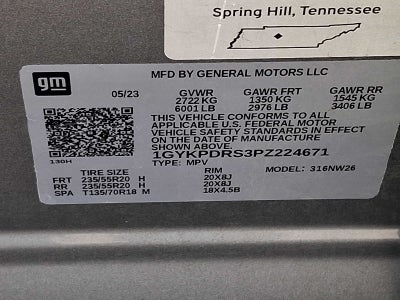 Spring Hill, Tennessee
gm
MFD BY GENERAL MOTORS LLC
05/23 GVWR GAWR FRT GAWR RR
2722 KG 1350 KG 1545 KG
6001 LB 2976 LB 3406 LB
THIS VEHICLE CONFORMS TO ALL
APPLICABLE U.S. FEDERAL MOTOR
VEHICLE SAFETY STANDARDS IN EFFECT
ON THE DATE OF MANUFACTURE
SHOWN ABOVE.
1GYKPDRS3PZ224671
130H TYPE: MPV
TIRE SIZE RIM MODEL: 316NW26
FRT 235/55R20 H 20X8J
RR 235/55R20 H 20X8J
SPA T135/70R18 M 18X4.5B